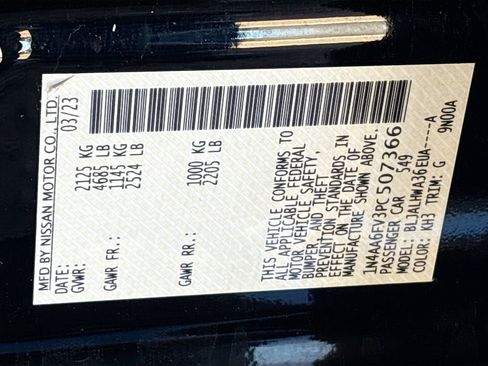 MFD BY NISSAN MOTOR CO., LTD.
DATE: 03/23
GVWR: 2125 KG
4685 LB
GAWR FR.: 1145 KG
2524 LB
GAWR RR.: 1000 KG
2205 LB
THIS VEHICLE CONFORMS TO
ALL APPLICABLE FEDERAL
MOTOR VEHICLE SAFETY,
BUMPER, AND THEFT
PREVENTION STANDARDS IN
EFFECT ON THE DATE OF
MANUFACTURE SHOWN ABOVE.
1N4AA6FV3PC507366
PASSENGER CAR 549
MODEL: BLJALHWA36EUA----A
COLOR: KH3 TRIM: G 9N00A